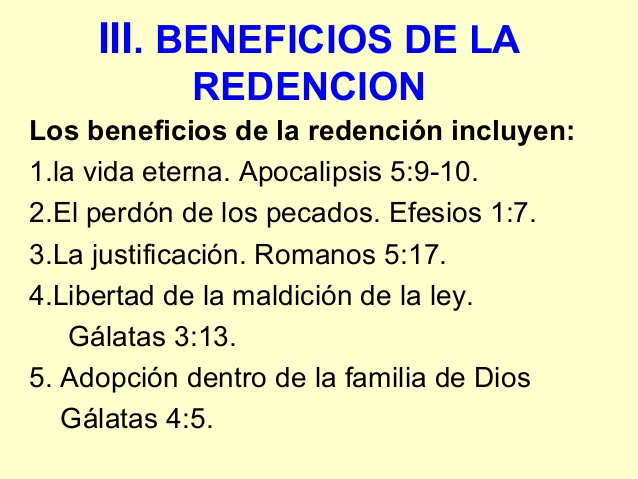 III. BENEFICIOS DE LA
REDENCION
Los beneficios de la redención incluyen:
1.la vida eterna. Apocalipsis 5:9-10.
2.El perdón de los pecados. Efesios 1:7.
3.La justificación. Romanos 5:17.
4.Libertad de la maldición de la ley.
Gálatas 3:13.
5. Adopción dentro de la familia de Dios
Gálatas 4:5.